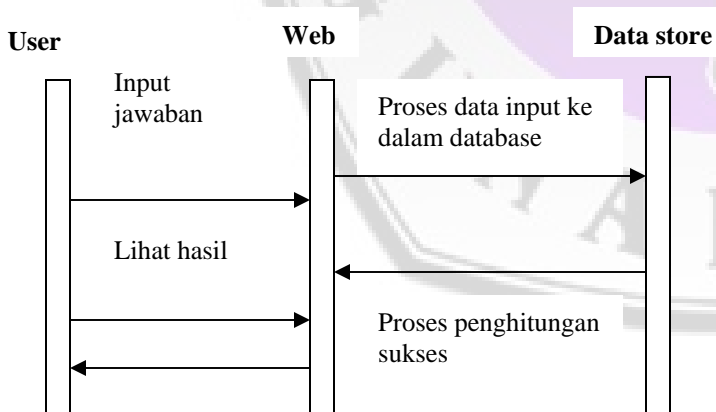 User
Web
Data store
Input
jawaban
Proses data input ke
dalam database
Lihat hasil
Proses penghitungan
sukses